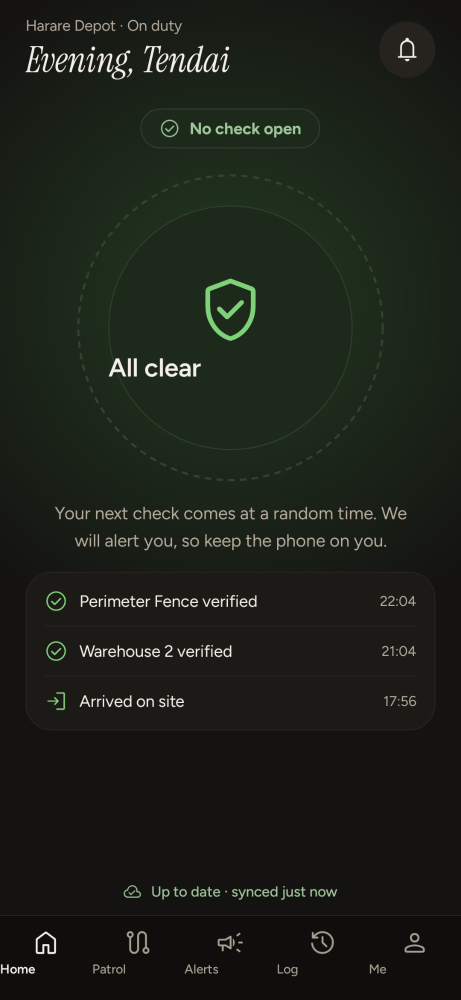 Harare Depot · On duty
Evening, Tendai
No check open
All clear
Your next check comes at a random time. We
will alert you, so keep the phone on you.
Perimeter Fence verified 22:04
Warehouse 2 verified 21:04
Arrived on site 17:56
Up to date · synced just now
Home Patrol Alerts Log Me